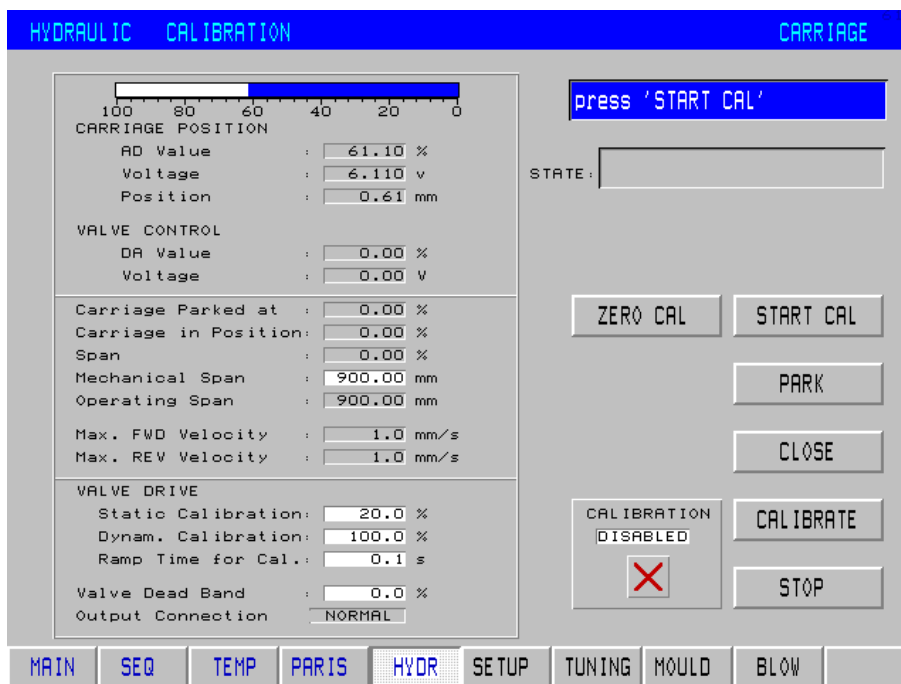 HYDRAULIC CALIBRATION CARRIAGE
100 80 60 40 20 0
CARRIAGE POSITION
AD Value : 61.10 %
Voltage : 6.110 v
Position : 0.61 mm
VALVE CONTROL
DA Value : 0.00 %
Voltage : 0.00 V
Carriage Parked at : 0.00 %
Carriage in Position: 0.00 %
Span : 0.00 %
Mechanical Span : 900.00 mm
Operating Span : 900.00 mm
Max. FWD Velocity : 1.0 mm/s
Max. REV Velocity : 1.0 mm/s
VALVE DRIVE
Static Calibration: 20.0 %
Dynam. Calibration: 100.0 %
Ramp Time for Cal.: 0.1 s
Valve Dead Band : 0.0 %
Output Connection NORMAL
press 'START CAL'
STATE:
ZERO CAL START CAL
PARK
CLOSE
CALIBRATION
DISABLED
CALIBRATE
STOP
MAIN SEQ TEMP PARIS HYDR SETUP TUNING MOULD BLOW